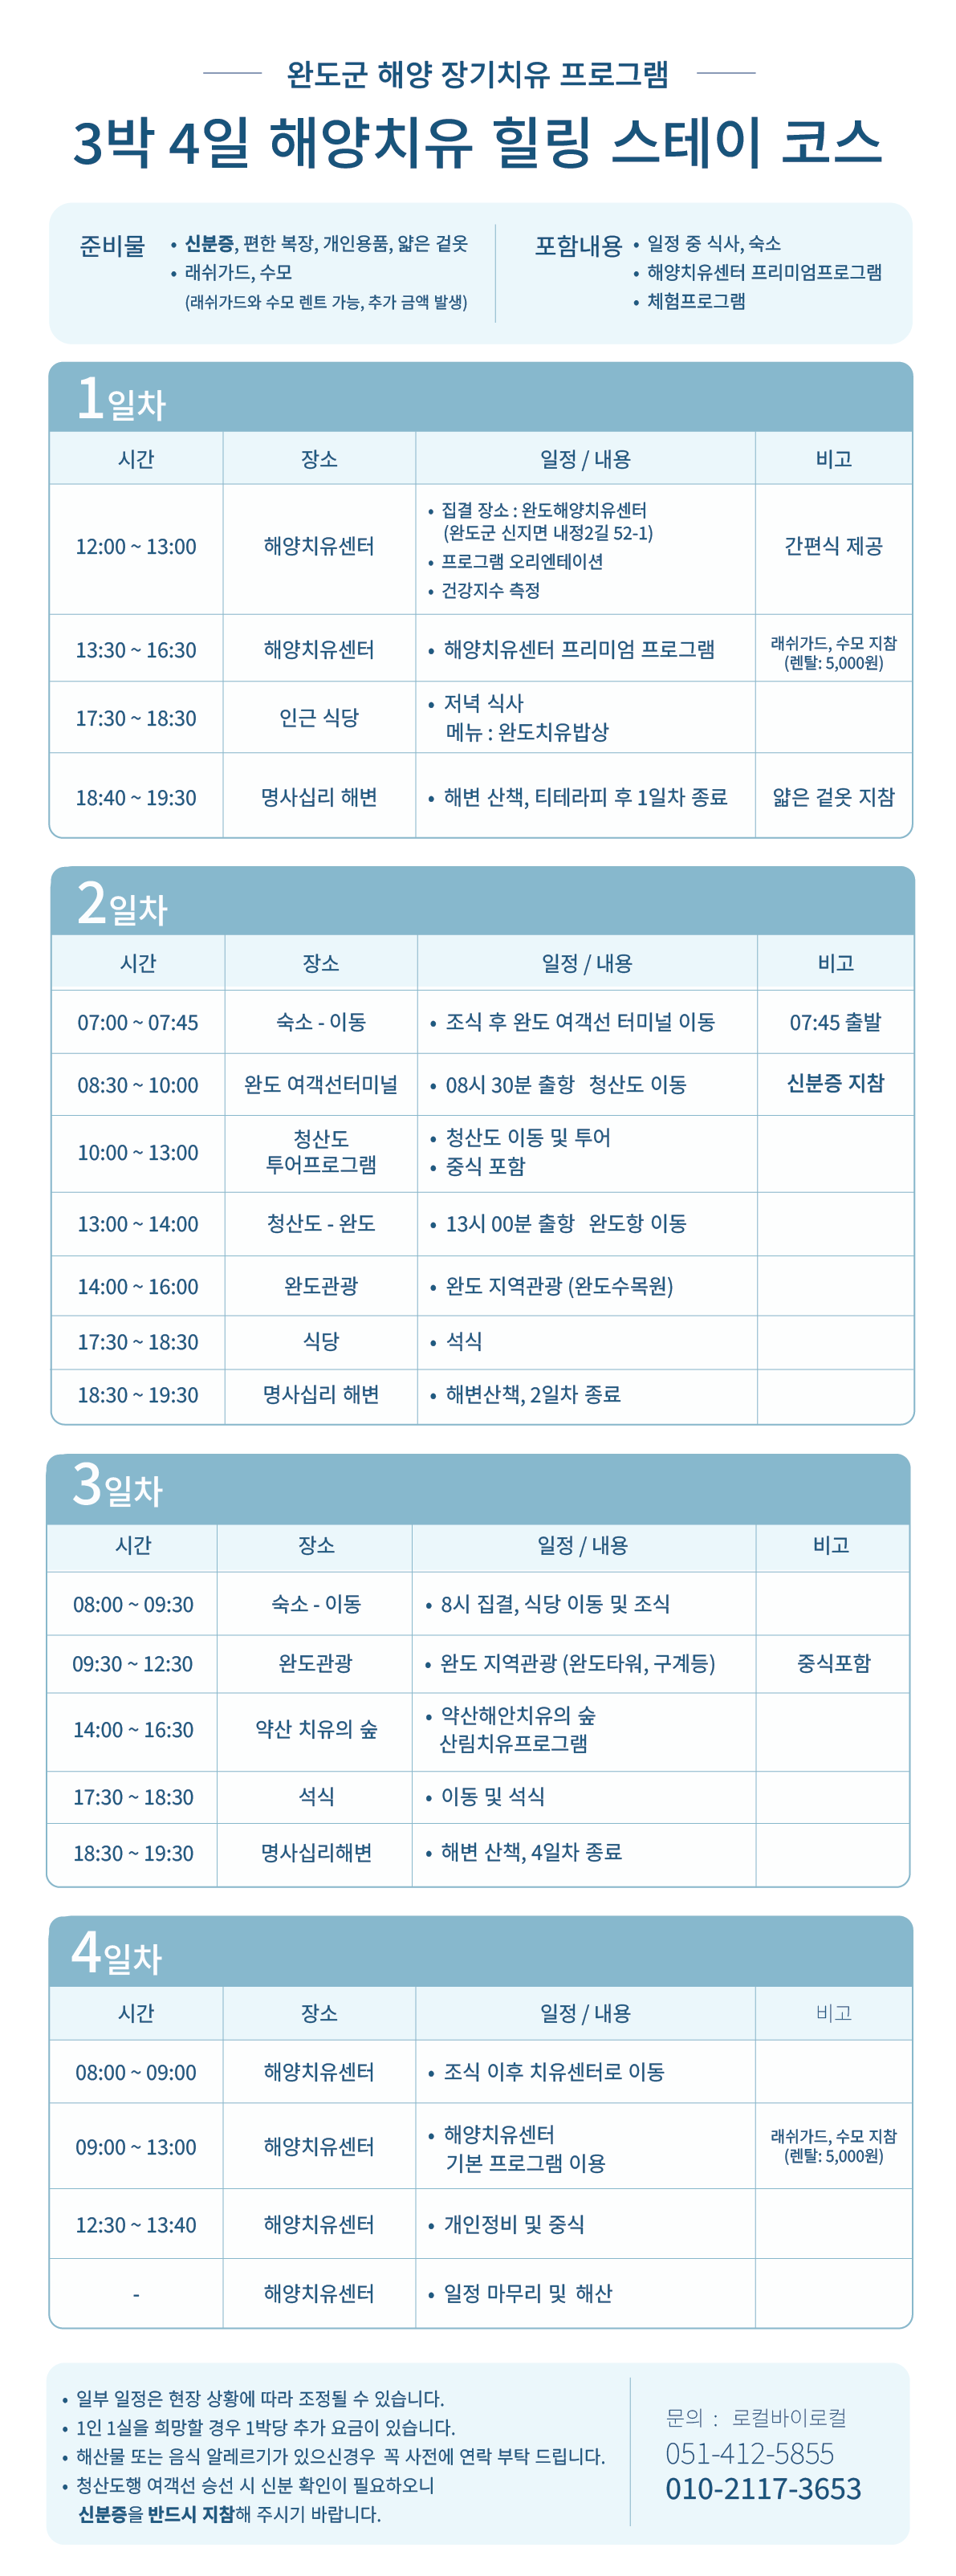 완도군 해양 장기치유 프로그램
3박 4일 해양치유 힐링 스테이 코스
준비물
• 신분증, 편한 복장, 개인용품, 얇은 겉옷
• 래쉬가드, 수모
(래쉬가드와 수모 렌트 가능, 추가 금액 발생)
포함내용
• 일정 중 식사, 숙소
• 해양치유센터 프리미엄프로그램
• 체험프로그램
1일차
시간 장소 일정 / 내용 비고
12:00 ~ 13:00 해양치유센터
• 집결 장소 : 완도해양치유센터
(완도군 신지면 내정2길 52-1)
• 프로그램 오리엔테이션
• 건강지수 측정
간편식 제공
13:30 ~ 16:30 해양치유센터 • 해양치유센터 프리미엄 프로그램
래쉬가드, 수모 지참
(렌탈: 5,000원)
17:30 ~ 18:30 인근 식당
• 저녁 식사
메뉴 : 완도치유밥상
18:40 ~ 19:30 명사십리 해변 • 해변 산책, 티테라피 후 1일차 종료 얇은 겉옷 지참
2일차
시간 장소 일정 / 내용 비고
07:00 ~ 07:45 숙소 - 이동 • 조식 후 완도 여객선 터미널 이동 07:45 출발
08:30 ~ 10:00 완도 여객선터미널 • 08시 30분 출항 청산도 이동 신분증 지참
10:00 ~ 13:00
청산도
투어프로그램
• 청산도 이동 및 투어
• 중식 포함
13:00 ~ 14:00 청산도 - 완도 • 13시 00분 출항 완도항 이동
14:00 ~ 16:00 완도관광 • 완도 지역관광 (완도수목원)
17:30 ~ 18:30 식당 • 석식
18:30 ~ 19:30 명사십리 해변 • 해변산책, 2일차 종료
3일차
시간 장소 일정 / 내용 비고
08:00 ~ 09:30 숙소 - 이동 • 8시 집결, 식당 이동 및 조식
09:30 ~ 12:30 완도관광 • 완도 지역관광 (완도타워, 구계등) 중식포함
14:00 ~ 16:30 약산 치유의 숲
• 약산해안치유의 숲
산림치유프로그램
17:30 ~ 18:30 석식 • 이동 및 석식
18:30 ~ 19:30 명사십리해변 • 해변 산책, 4일차 종료
4일차
시간 장소 일정 / 내용 비고
08:00 ~ 09:00 해양치유센터 • 조식 이후 치유센터로 이동
09:00 ~ 13:00 해양치유센터
• 해양치유센터
기본 프로그램 이용
래쉬가드, 수모 지참
(렌탈: 5,000원)
12:30 ~ 13:40 해양치유센터 • 개인정비 및 중식
- 해양치유센터 • 일정 마무리 및 해산
• 일부 일정은 현장 상황에 따라 조정될 수 있습니다.
• 1인 1실을 희망할 경우 1박당 추가 요금이 있습니다.
• 해산물 또는 음식 알레르기가 있으신경우 꼭 사전에 연락 부탁 드립니다.
• 청산도행 여객선 승선 시 신분 확인이 필요하오니
신분증을 반드시 지참해 주시기 바랍니다.
문의 : 로컬바이로컬
051-412-5855
010-2117-3653